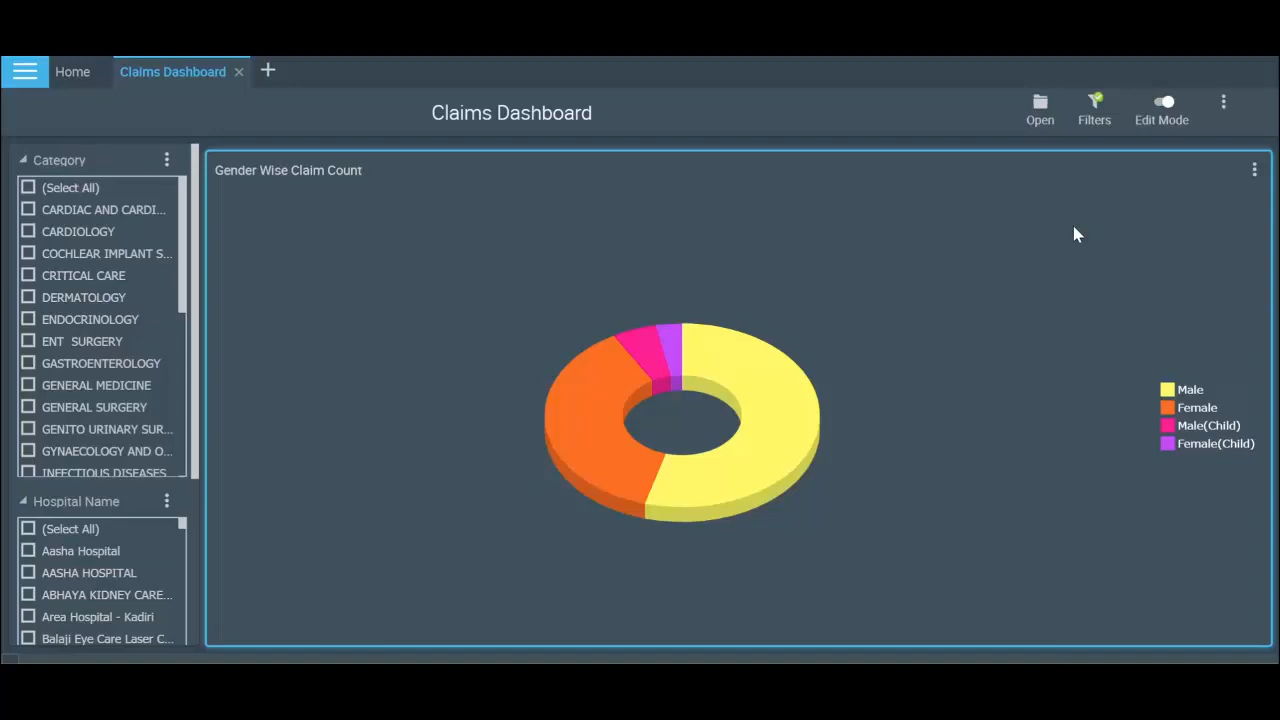 Home
Claims Dashboard
Claims Dashboard
Open
Filters
Edit Mode
Category
(Select All)
CARDIAC AND CARDI...
CARDIOLOGY
COCHLEAR IMPLANT S...
CRITICAL CARE
DERMATOLOGY
ENDOCRINOLOGY
ENT  SURGERY
GASTROENTEROLOGY
GENERAL MEDICINE
GENERAL SURGERY
GENITO URINARY SUR...
GYNAECOLOGY AND O...
INFECTIOUS DISEASES
Hospital Name
(Select All)
Aasha Hospital
AASHA HOSPITAL
ABHAYA KIDNEY CARE...
Area Hospital - Kadiri
Balaji Eye Care Laser C...
Gender Wise Claim Count
Male
Female
Male(Child)
Female(Child)